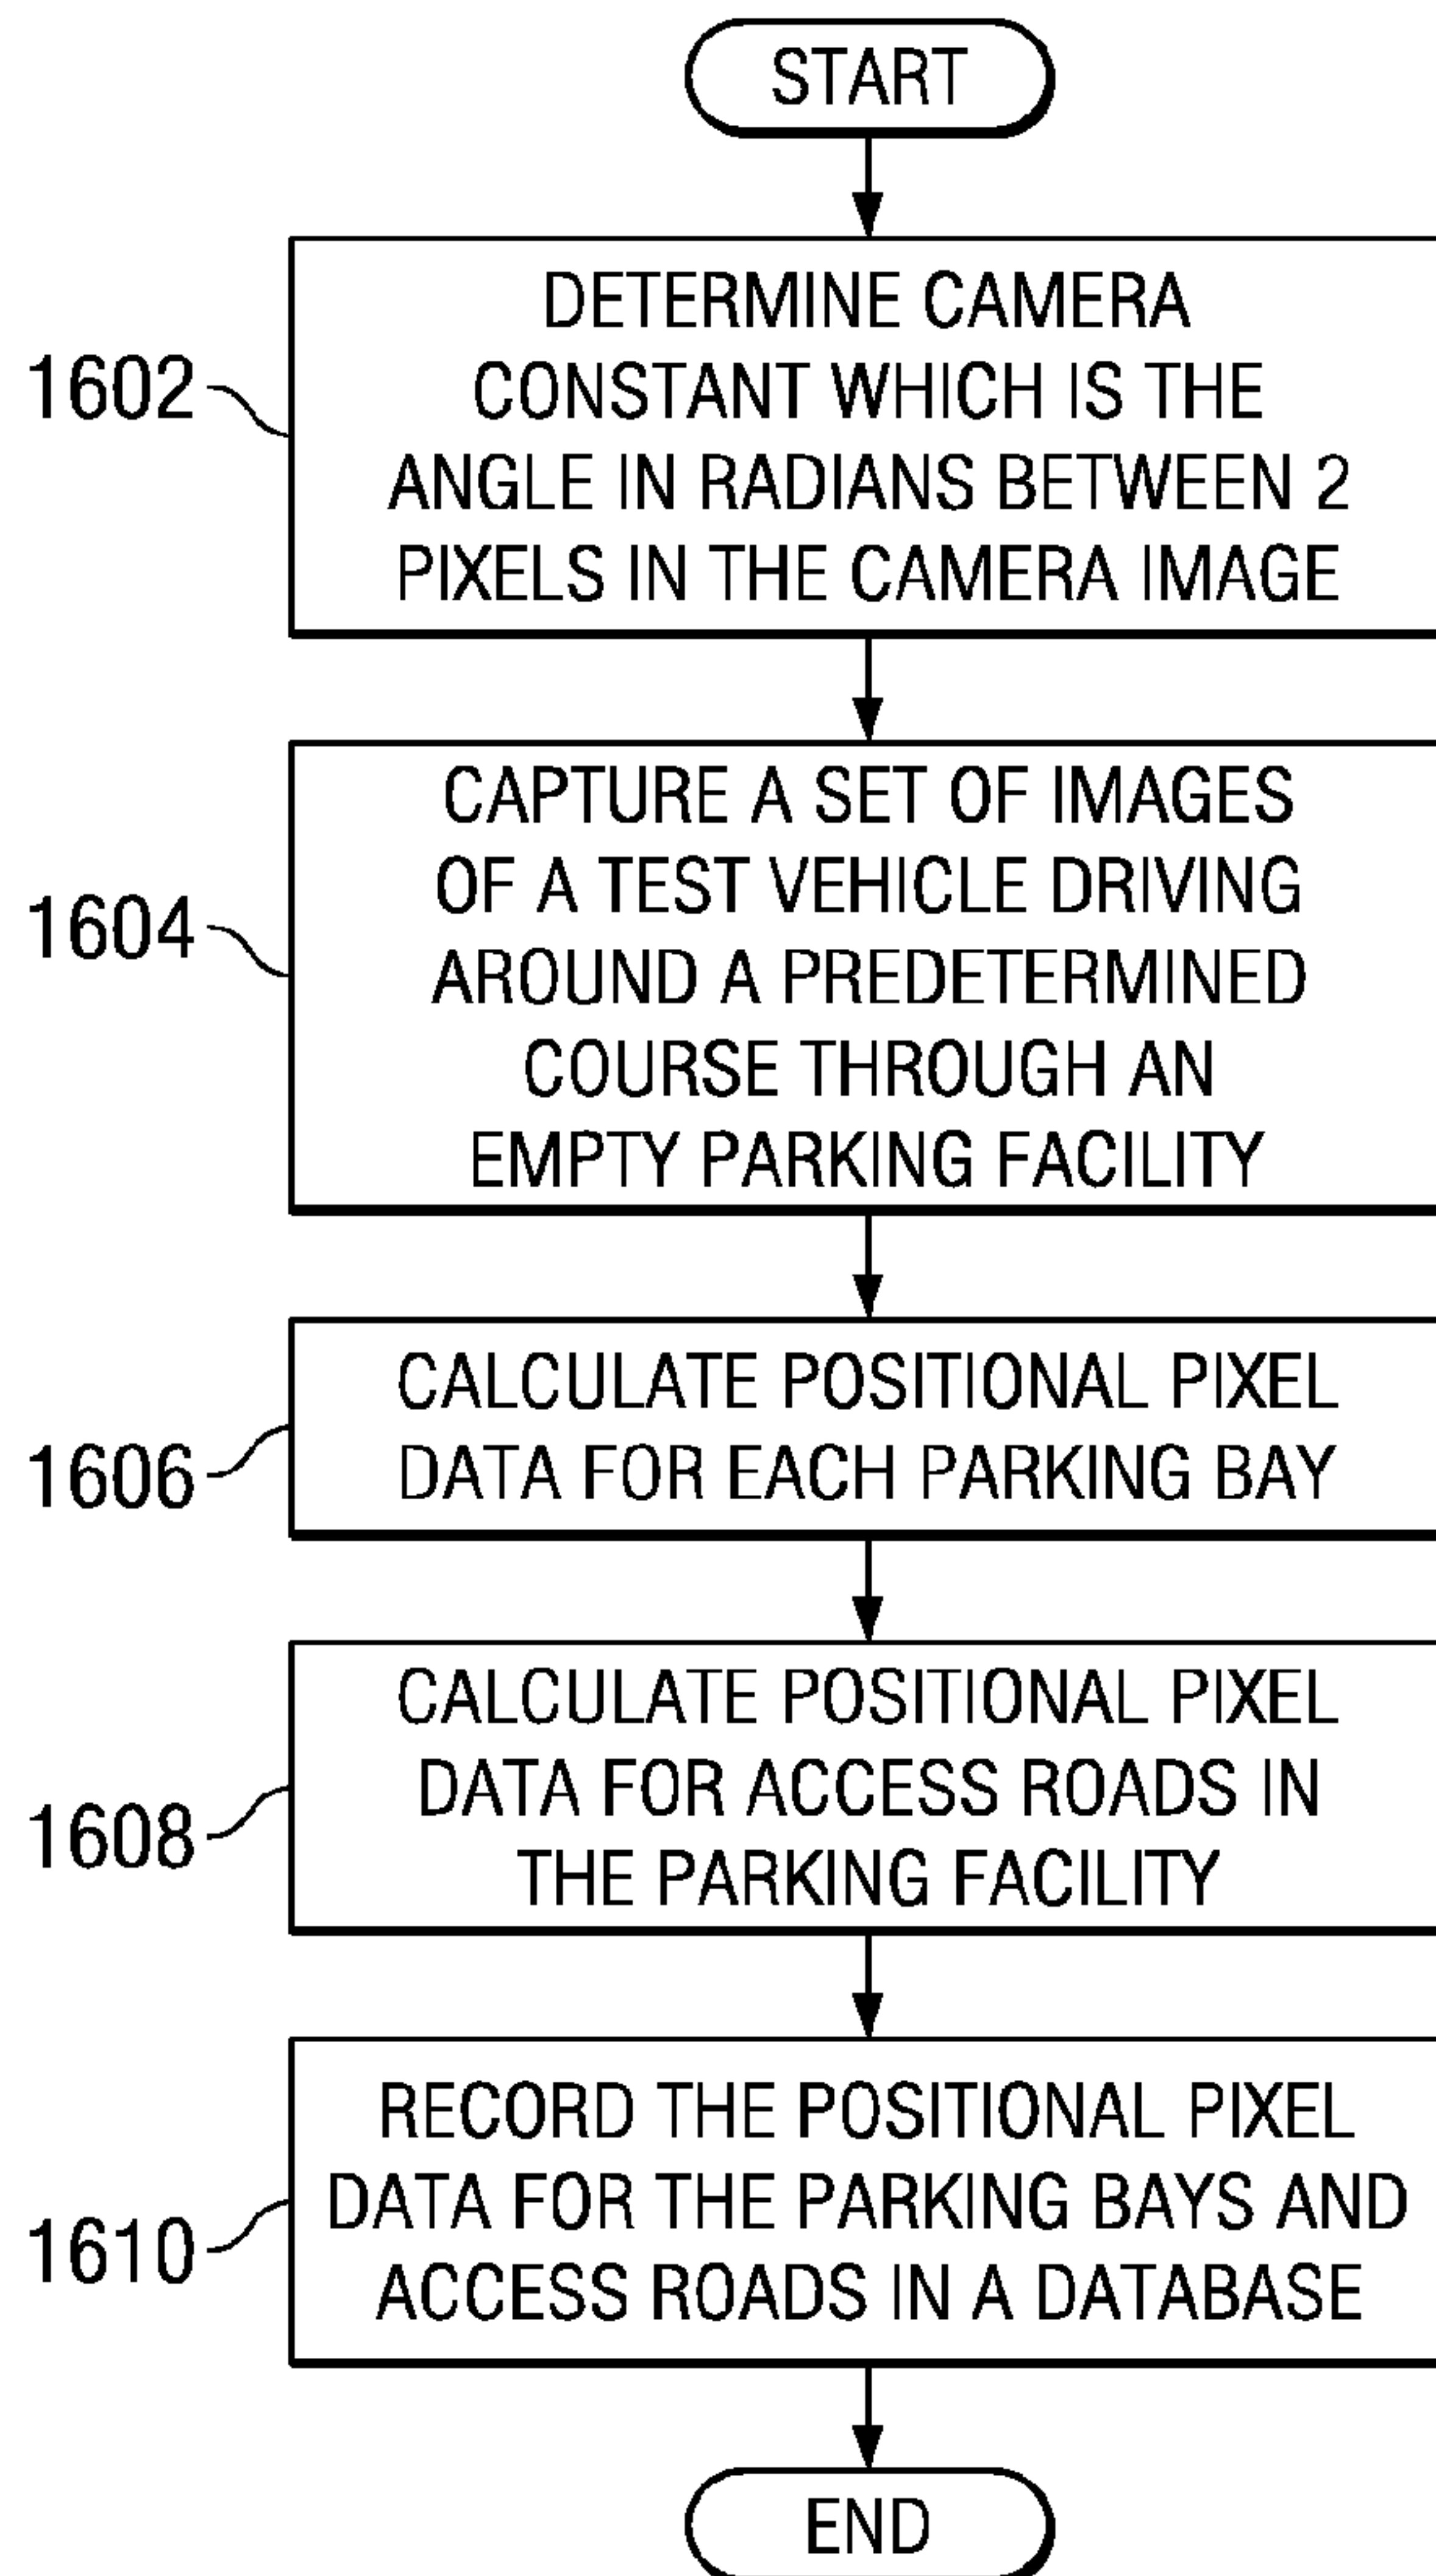 START
1602
DETERMINE CAMERA
CONSTANT WHICH IS THE
ANGLE IN RADIANS BETWEEN 2
PIXELS IN THE CAMERA IMAGE
1604
CAPTURE A SET OF IMAGES
OF A TEST VEHICLE DRIVING
AROUND A PREDETERMINED
COURSE THROUGH AN
EMPTY PARKING FACILITY
1606
CALCULATE POSITIONAL PIXEL
DATA FOR EACH PARKING BAY
1608
CALCULATE POSITIONAL PIXEL
DATA FOR ACCESS ROADS IN
THE PARKING FACILITY
1610
RECORD THE POSITIONAL PIXEL
DATA FOR THE PARKING BAYS AND
ACCESS ROADS IN A DATABASE
END